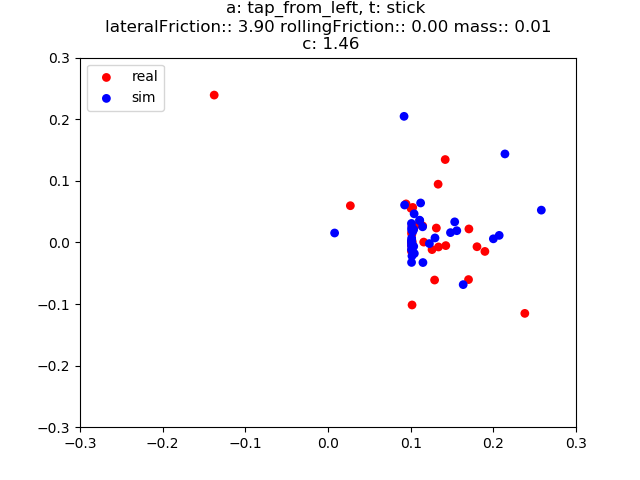 a: tap_from_left, t: stick
lateralFriction:: 3.90 rollingFriction:: 0.00 mass:: 0.01
c: 1.46
real
sim
0.3
0.2
0.1
0.0
−0.1
−0.2
−0.3
−0.3 −0.2 −0.1 0.0 0.1 0.2 0.3